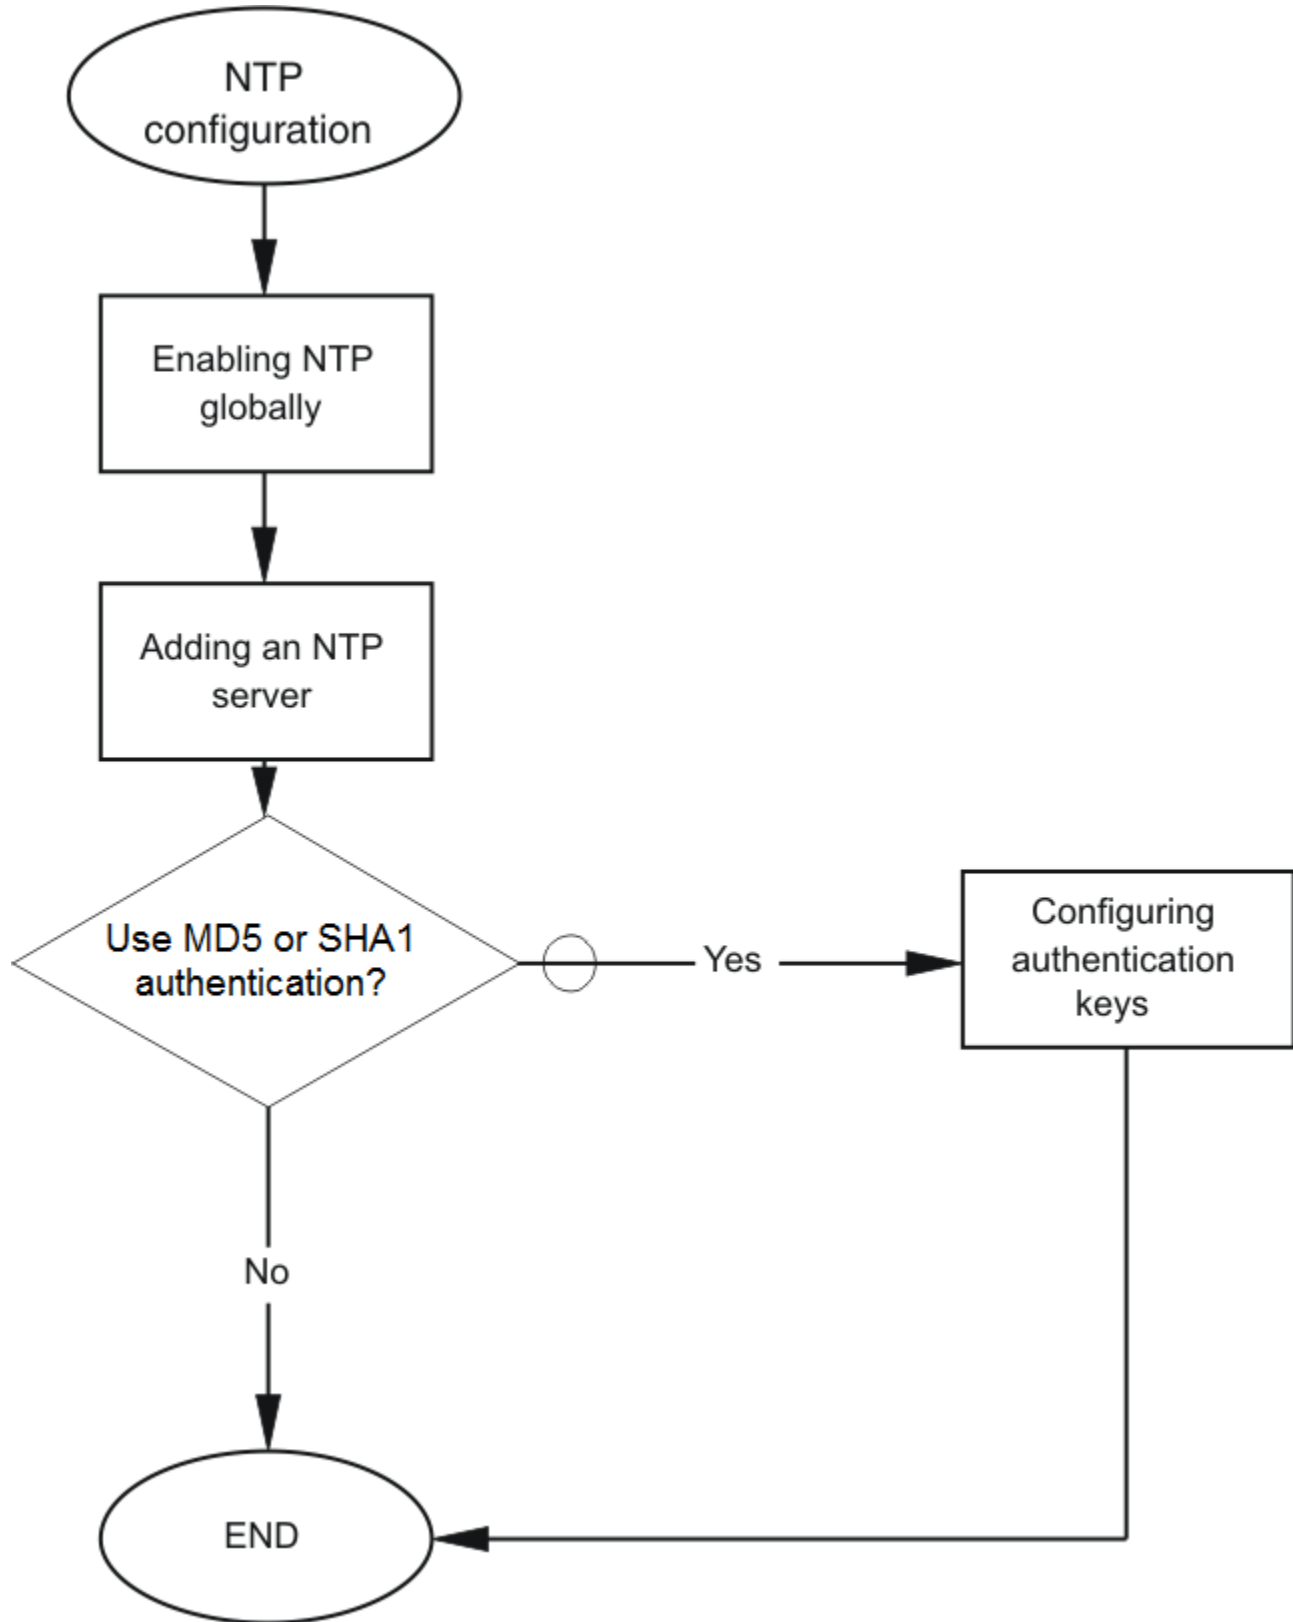 NTP
configuration
Enabling NTP
globally
Adding an NTP
server
Use MD5 or SHA1
authentication?
Yes
Configuring
authentication
keys
No
END